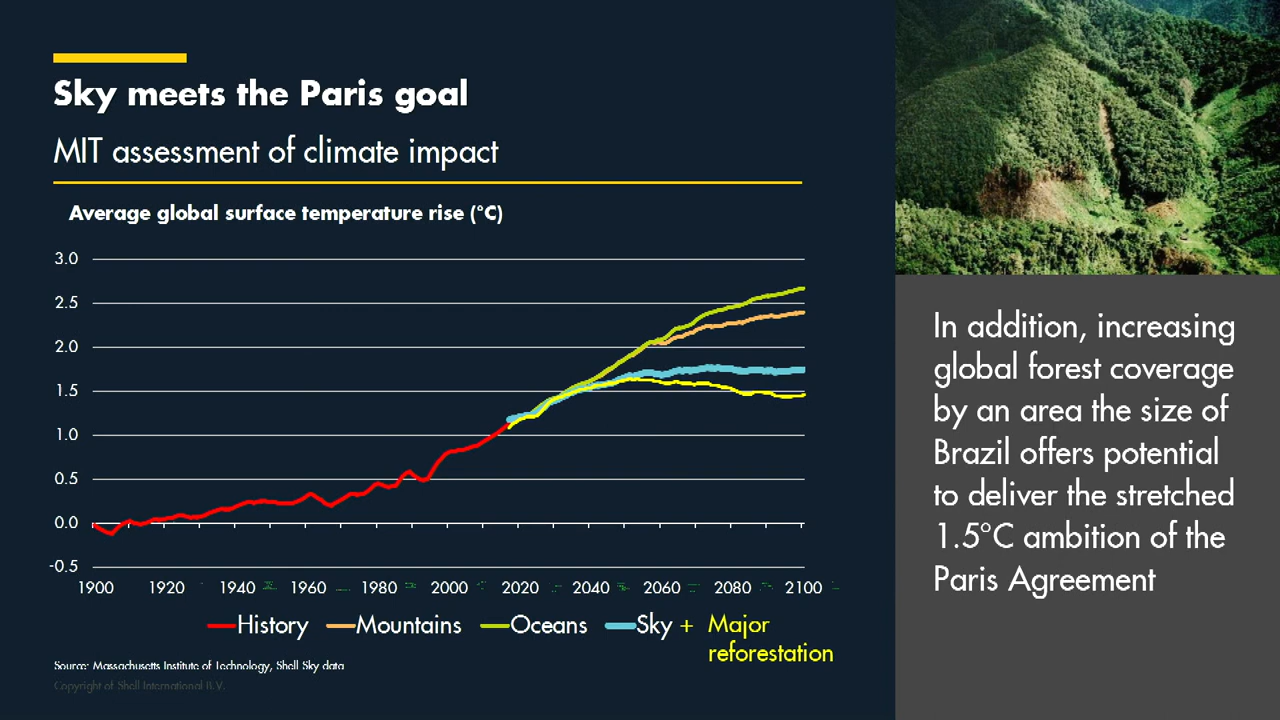 Sky meets the Paris goal
MIT assessment of climate impact
Average global surface temperature rise (°C)
3.0
2.5
2.0
1.5
1.0
0.5
0.0
-0.5
1900 1920 1940 1960 1980 2000 2020 2040 2060 2080 2100
History Mountains Oceans Sky + Major
reforestation
Source: Massachusetts Institute of Technology, Shell Sky data
Copyright of Shell International B.V.
In addition, increasing
global forest coverage
by an area the size of
Brazil offers potential
to deliver the stretched
1.5°C ambition of the
Paris Agreement